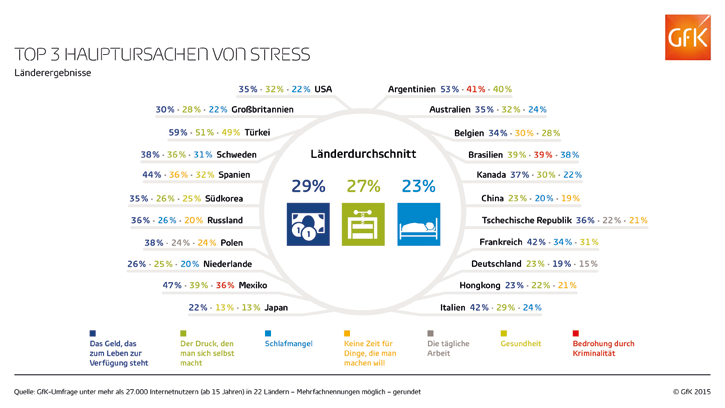 GfK
TOP 3 HAUPTURSACHEN VON STRESS
Länderergebnisse
35% · 32% · 22% USA
30% · 28% · 22% Großbritannien
59% · 51% · 49% Türkei
38% · 36% · 31% Schweden
44% · 36% · 32% Spanien
35% · 26% · 25% Südkorea
36% · 26% · 20% Russland
38% · 24% · 24% Polen
26% · 25% · 20% Niederlande
47% · 39% · 36% Mexiko
22% · 13% · 13% Japan
Länderdurchschnitt
29% 27% 23%
Argentinien 53% · 41% · 40%
Australien 35% · 32% · 24%
Belgien 34% · 30% · 28%
Brasilien 39% · 39% · 38%
Kanada 37% · 30% · 22%
China 23% · 20% · 19%
Tschechische Republik 36% · 22% · 21%
Frankreich 42% · 34% · 31%
Deutschland 23% · 19% · 15%
Hongkong 23% · 22% · 21%
Italien 42% · 29% · 24%
Das Geld, das
zum Leben zur
Verfügung steht
Der Druck, den
man sich selbst
macht
Schlafmangel
Keine Zeit für
Dinge, die man
machen will
Die tägliche
Arbeit
Gesundheit
Bedrohung durch
Kriminalität
Quelle: GfK-Umfrage unter mehr als 27.000 Internetnutzern (ab 15 Jahren) in 22 Ländern – Mehrfachnennungen möglich – gerundet
© GfK 2015